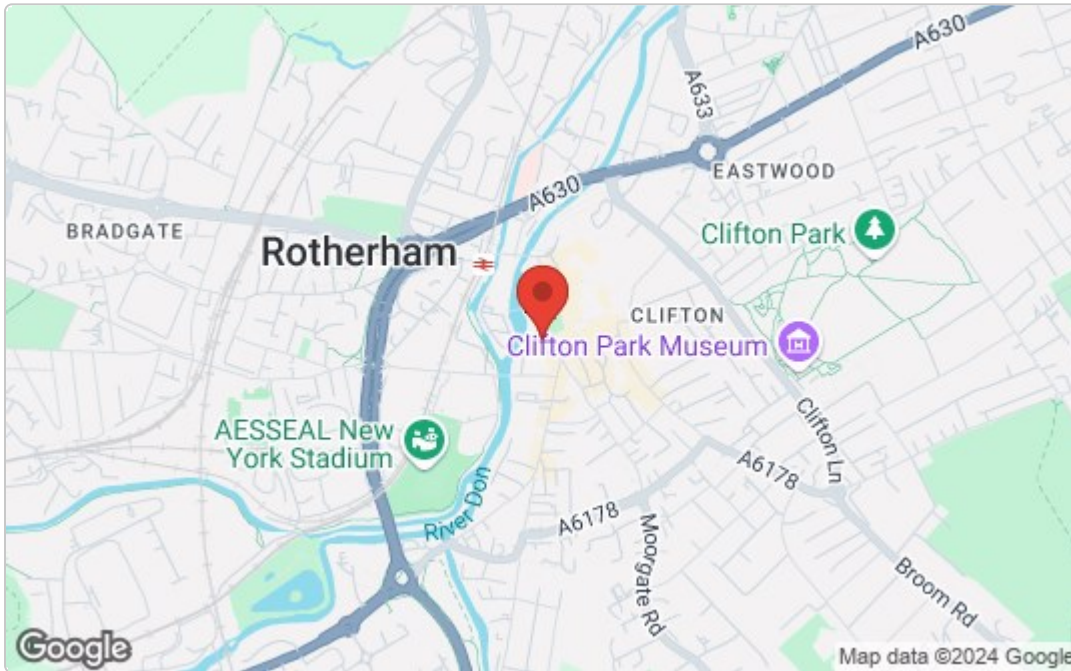 A630
A633
EASTWOOD
A630
BRADGATE
Clifton Park
Rotherham
CLIFTON
Clifton Park Museum
AESSEAL New
York Stadium
Clifton Ln
A6178
River Don
A6178
Moorgate Rd
Broom Rd
Google
Map data ©2024 Google